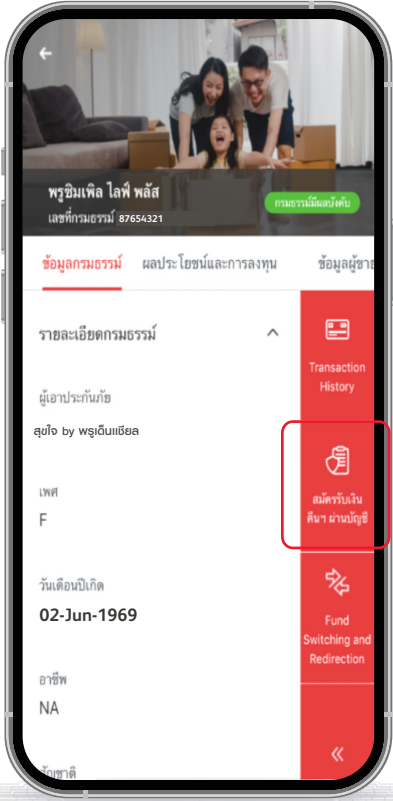 พรูซิมเพิล ไลฟ์ พลัส
กรมธรรม์มีผลบังคับ
เลขที่กรมธรรม์ 87654321
ข้อมูลกรมธรรม์ ผลประโยชน์และการลงทุน ข้อมูลผู้ขาย
รายละเอียดกรมธรรม์
Transaction
History
ผู้เอาประกันภัย
สุขใจ by พรูเด็นเชียล
เพศ
F
สมัครรับเงิน
คืนฯ ผ่านบัญชี
วันเดือนปีเกิด
02-Jun-1969
Fund
Switching and
Redirection
อาชีพ
NA
สัญชาติ